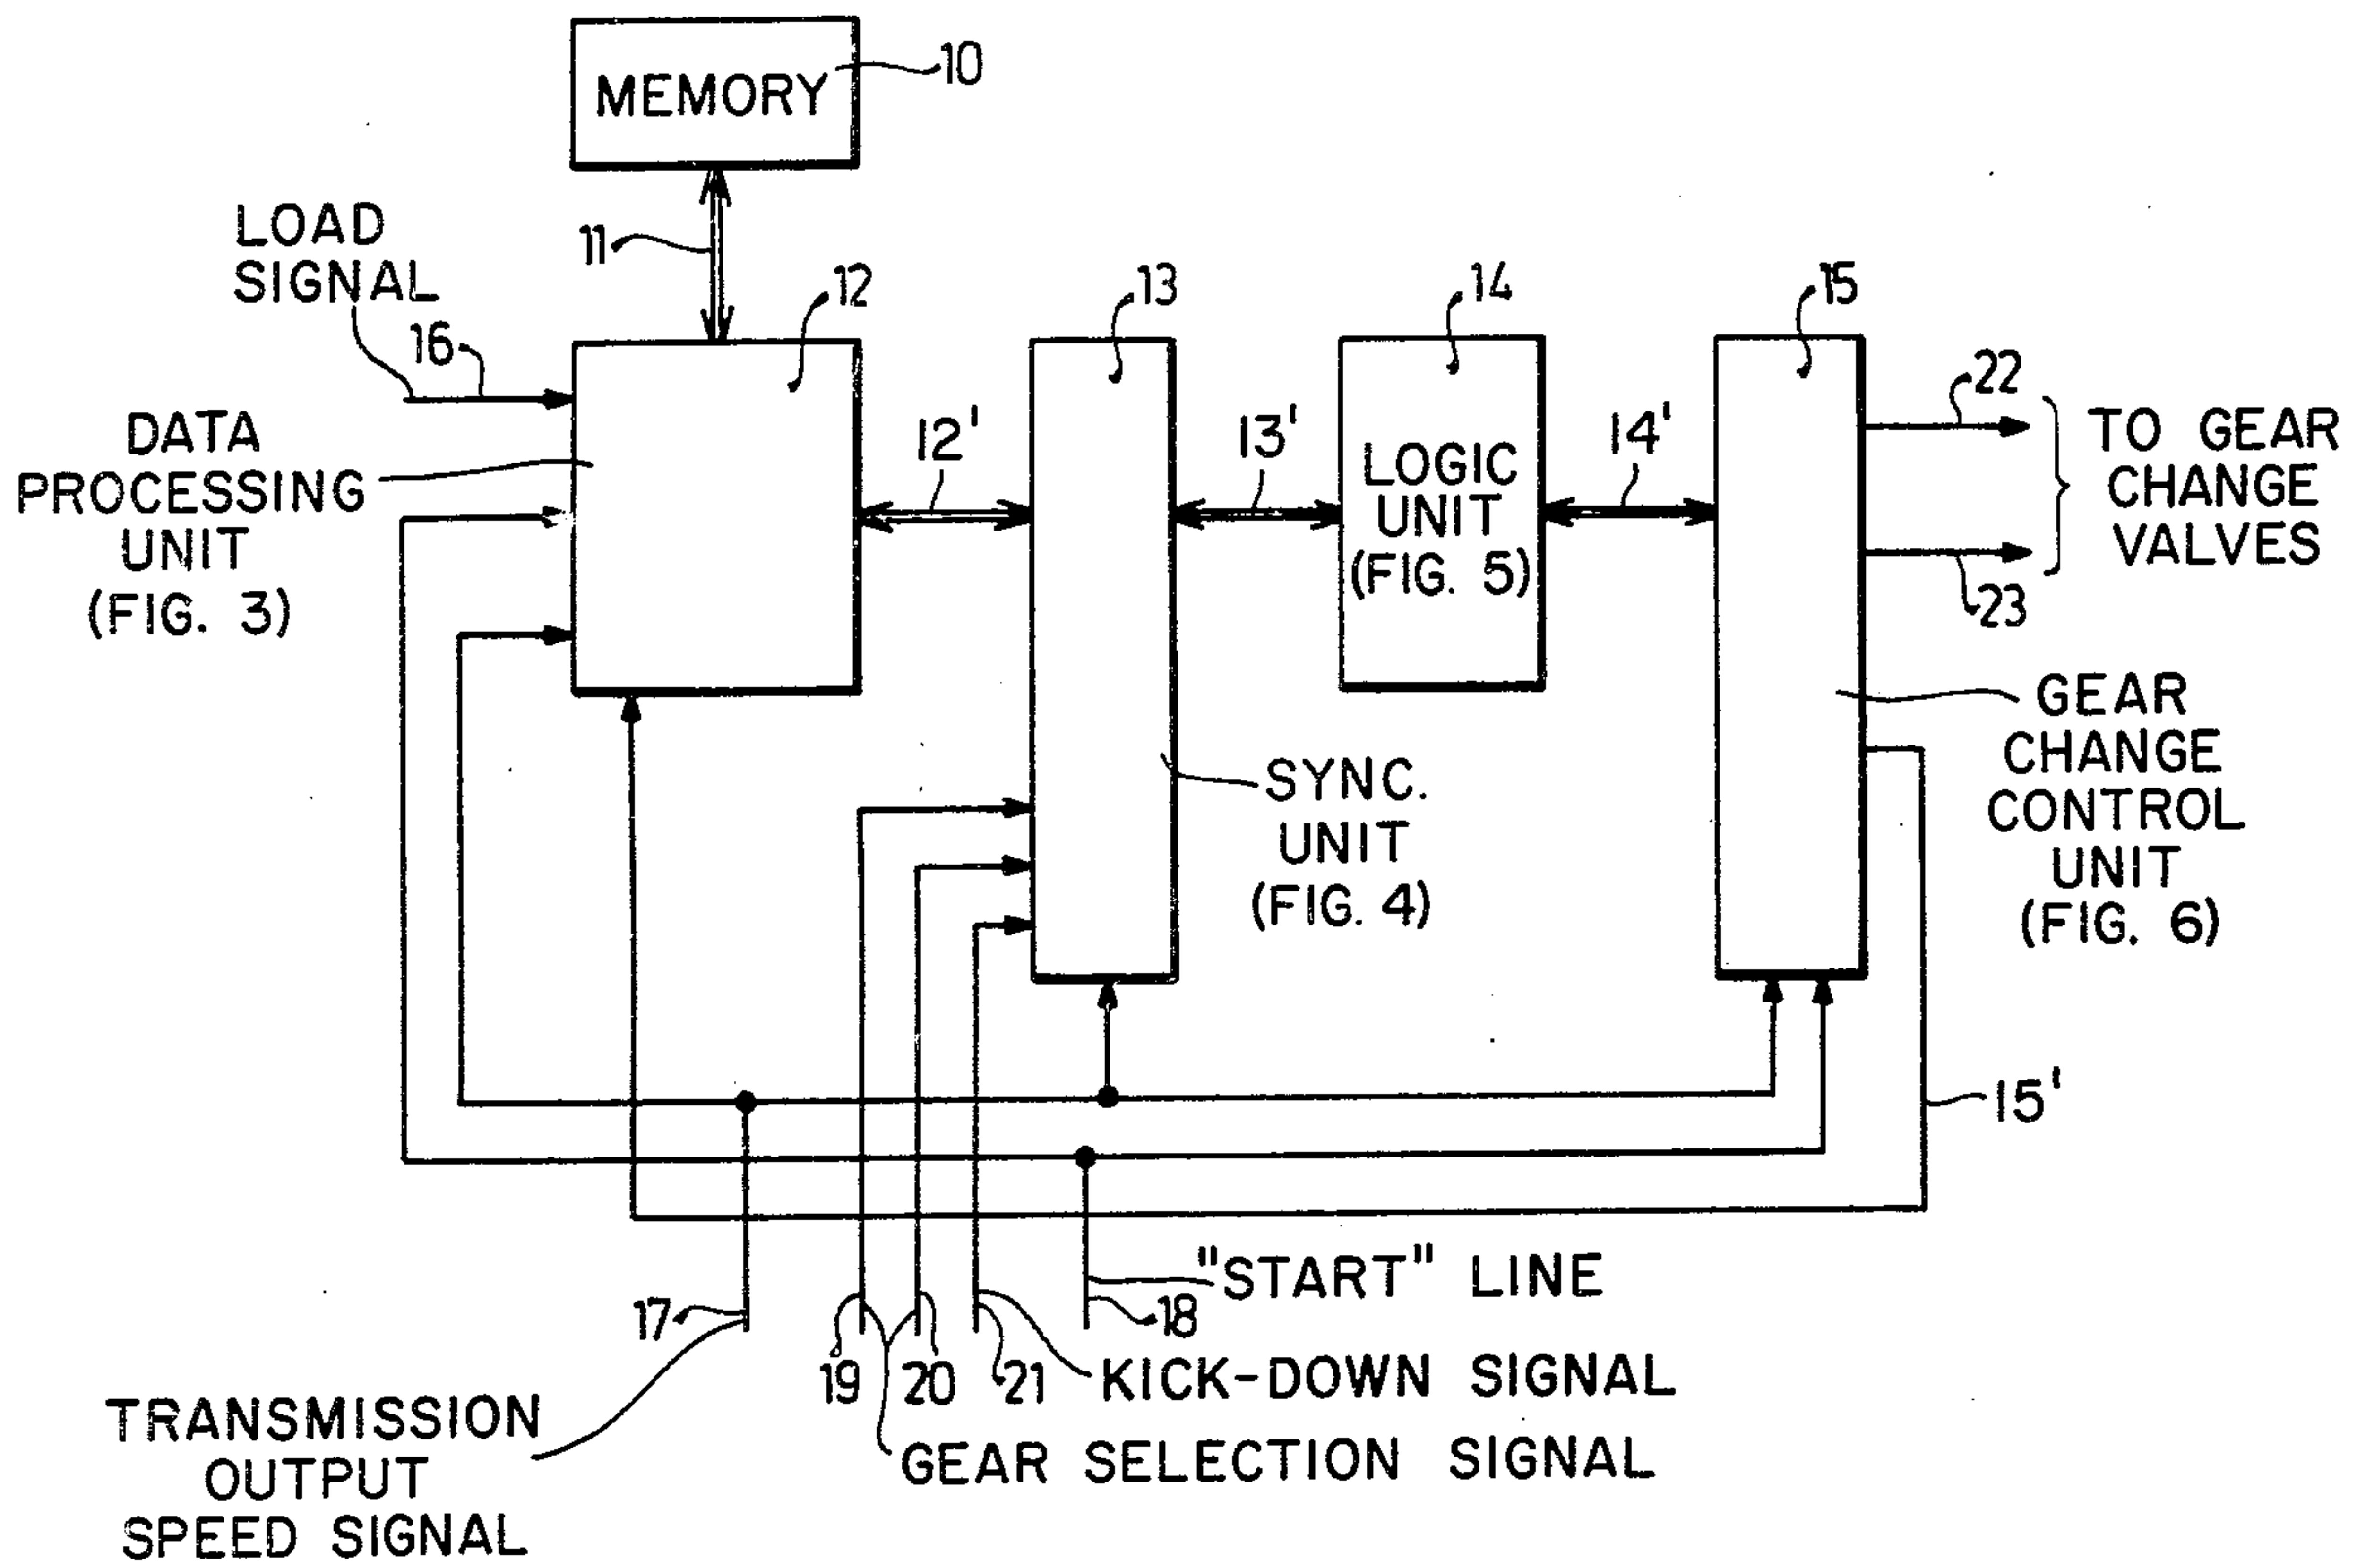 MEMORY
10
11
LOAD
SIGNAL
16
12
13
14
15
DATA
PROCESSING
UNIT
(FIG. 3)
12'
13'
LOGIC
UNIT
(FIG. 5)
14'
22
23
TO GEAR
CHANGE
VALVES
GEAR
CHANGE
CONTROL
UNIT
(FIG. 6)
SYNC.
UNIT
(FIG. 4)
15'
"START" LINE
17
18
19
20
21
KICK-DOWN SIGNAL
GEAR SELECTION SIGNAL
TRANSMISSION
OUTPUT
SPEED SIGNAL